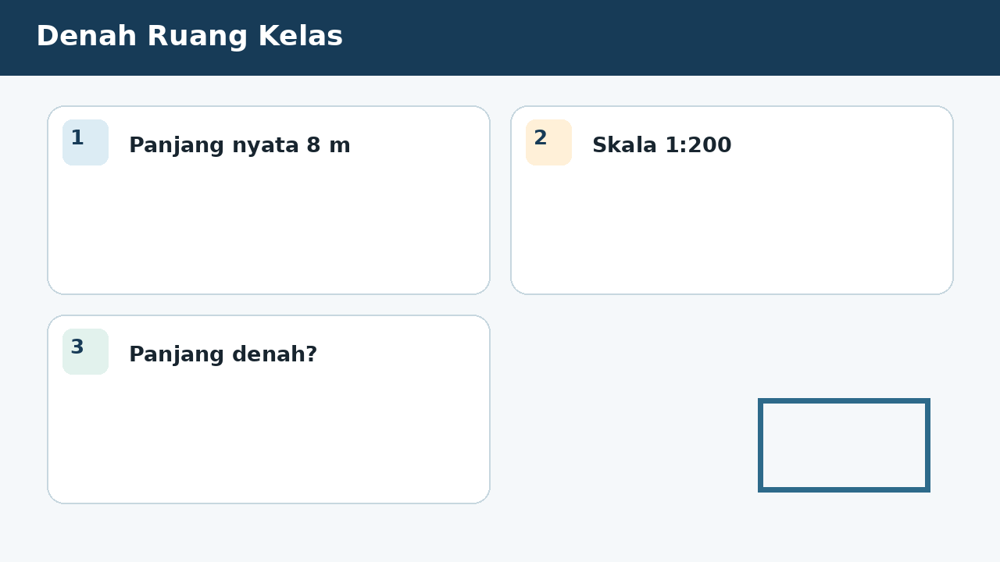 Denah Ruang Kelas
1
Panjang nyata 8 m
2
Skala 1:200
3
Panjang denah?